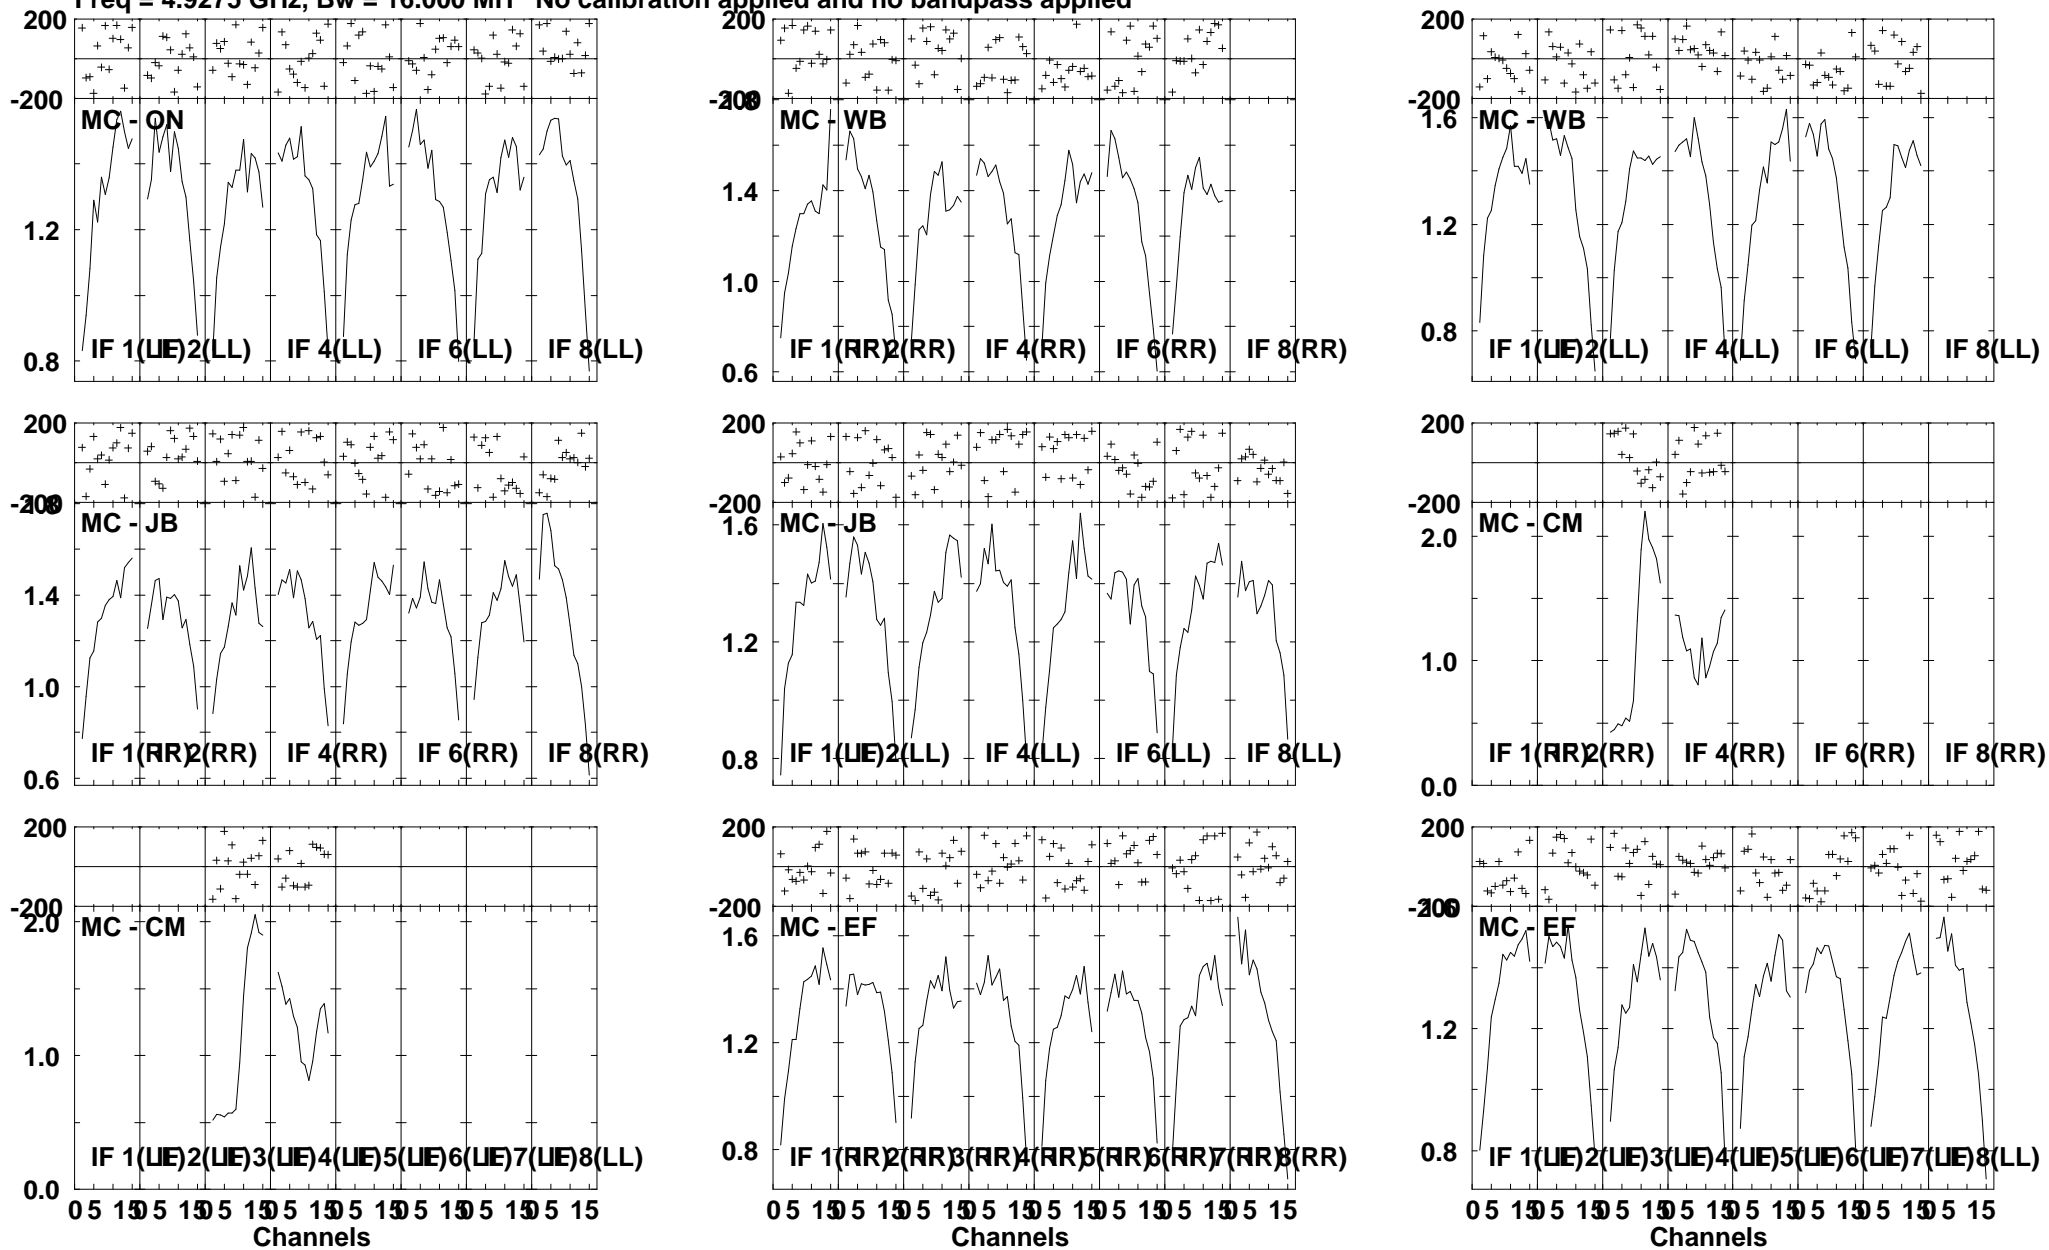 Freq = 4.9275 GHz, Bw = 16.000 MH No calibration applied and no bandpass applied
200 200 200
-200 -200 1.8 -200
MC - ON MC - WB MC - WB
1.6 1.6
1.4
1.2 1.2
1.0
0.8 0.8
0.6
IF 1(LL) IF 2(LL) IF 4(LL) IF 6(LL) IF 8(LL)
IF 1(RR) IF 2(RR) IF 4(RR) IF 6(RR) IF 8(RR)
IF 1(LL) IF 2(LL) IF 4(LL) IF 6(LL) IF 8(LL)
200 200 200
-200 1.8 -200 -200
MC - JB MC - JB MC - CM
1.6 2.0
1.4
1.2
1.0 1.0
0.8
0.6 0.0
IF 1(RR) IF 2(RR) IF 4(RR) IF 6(RR) IF 8(RR)
IF 1(LL) IF 2(LL) IF 4(LL) IF 6(LL) IF 8(LL)
IF 1(RR) IF 2(RR) IF 4(RR) IF 6(RR) IF 8(RR)
200 200 200
-200 -200 -200 1.6
2.0
MC - CM MC - EF MC - EF
1.6
1.2 1.2
1.0
0.8 0.8
0.0
IF 1(LL) IF 2(LL) IF 3(LL) IF 4(LL) IF 5(LL) IF 6(LL) IF 7(LL) IF 8(LL)
IF 1(RR) IF 2(RR) IF 3(RR) IF 4(RR) IF 5(RR) IF 6(RR) IF 7(RR) IF 8(RR)
IF 1(LL) IF 2(LL) IF 3(LL) IF 4(LL) IF 5(LL) IF 6(LL) IF 7(LL) IF 8(LL)
0 5 15 0 5 15 0 5 15 0 5 15 0 5 15 0 5 15 0 5 15 0 5 15
0 5 15 0 5 15 0 5 15 0 5 15 0 5 15 0 5 15 0 5 15 0 5 15
0 5 15 0 5 15 0 5 15 0 5 15 0 5 15 0 5 15 0 5 15 0 5 15
Channels Channels Channels